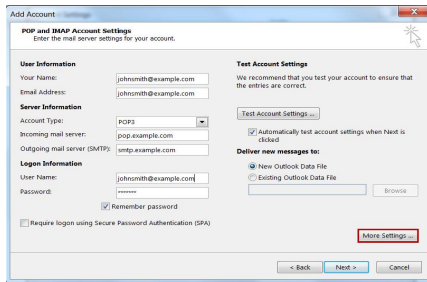 Add Account
POP and IMAP Account Settings
Enter the mail server settings for your account.
User Information
Your Name: johnsmith@example.com
Email Address: johnsmith@example.com
Server Information
Account Type: POP3
Incoming mail server: pop.example.com
Outgoing mail server (SMTP): smtp.example.com
Logon Information
User Name: johnsmith@example.com
Password: *******
Remember password
Require logon using Secure Password Authentication (SPA)
Test Account Settings
We recommend that you test your account to ensure that
the entries are correct.
Test Account Settings ...
Automatically test account settings when Next is
clicked
Deliver new messages to:
New Outlook Data File
Existing Outlook Data File
Browse
More Settings ...
< Back Next > Cancel